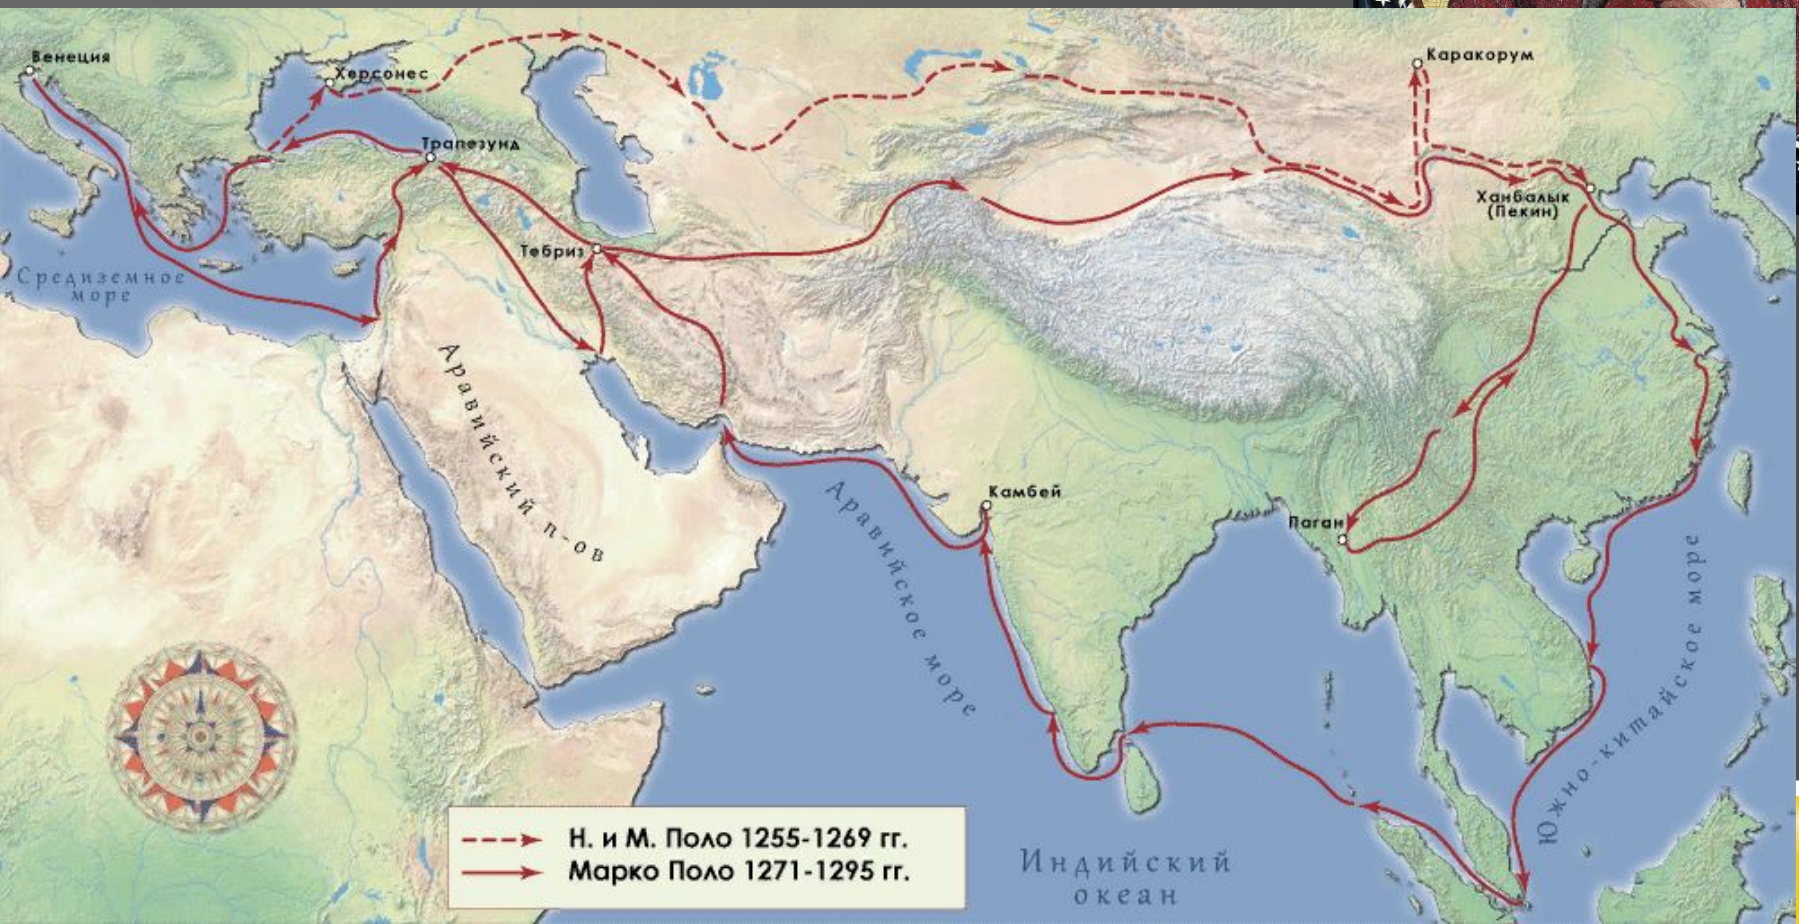 Венеция
Херсонес
Каракорум
Трапезунд
Ханбалык
(Пекин)
Тебриз
Средиземное
море
Аравийский п-ов
Камбей
Паган
Аравийское море
Южно-китайское море
Н. и М. Поло 1255-1269 гг.
Марко Поло 1271-1295 гг.
Индийский
океан